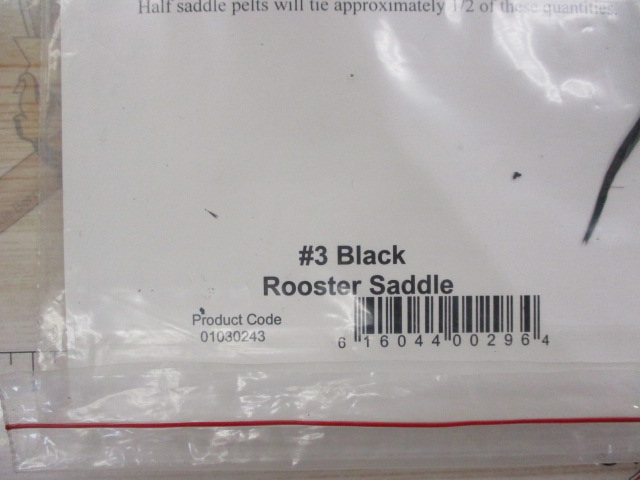 Half saddle pelts will tie approximately 1/2 of these quantities.
#3 Black
Rooster Saddle
Product Code
01030243
6 16044 00296 4